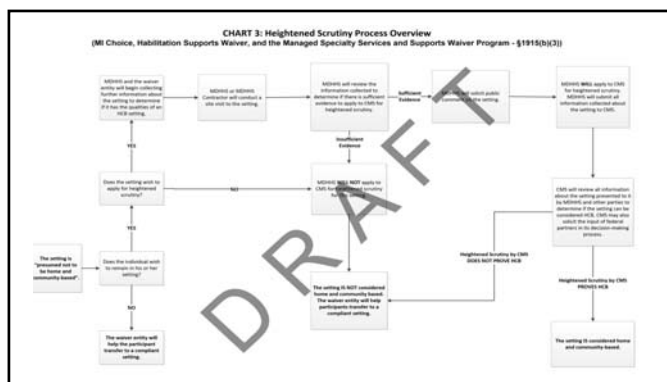 CHART 3: Heightened Scrutiny Process Overview
(MI Choice, Habilitation Supports Waiver, and the Managed Specialty Services and Supports Waiver Program - §1915(b)(3))
MDHHS and the waiver
entity will begin collecting
further information about
the setting to determine
if it has the qualities of an
HCB setting.
MDHHS or MDHHS
Contractor will conduct a
site visit to the setting.
MDHHS will review the
information collected to
determine if there is sufficient
evidence to apply to CMS for
heightened scrutiny.
Sufficient
Evidence
MDHHS will solicit public
comment on the setting.
MDHHS WILL apply to CMS
for heightened scrutiny.
MDHHS will submit all
information collected about
the setting to CMS.
YES
Insufficient
Evidence
Does the setting wish to
apply for heightened
scrutiny?
NO
MDHHS WILL NOT apply to
CMS for heightened scrutiny
for the setting.
CMS will review all information
about the setting presented to it
by MDHHS and other parties to
determine if the setting can be
considered HCB. CMS may also
solicit the input of federal
partners in its decision-making
process.
YES
The setting is
"presumed not to
be home and
community based".
Does the individual wish
to remain in his or her
setting?
Heightened Scrutiny by CMS
DOES NOT PROVE HCB
Heightened Scrutiny by CMS
PROVES HCB
NO
The waiver entity will
help the participant
transfer to a compliant
setting.
The setting IS NOT considered
home and community based.
The waiver entity will help
participants transfer to a
compliant setting.
The setting IS considered home
and community based.
DRAFT